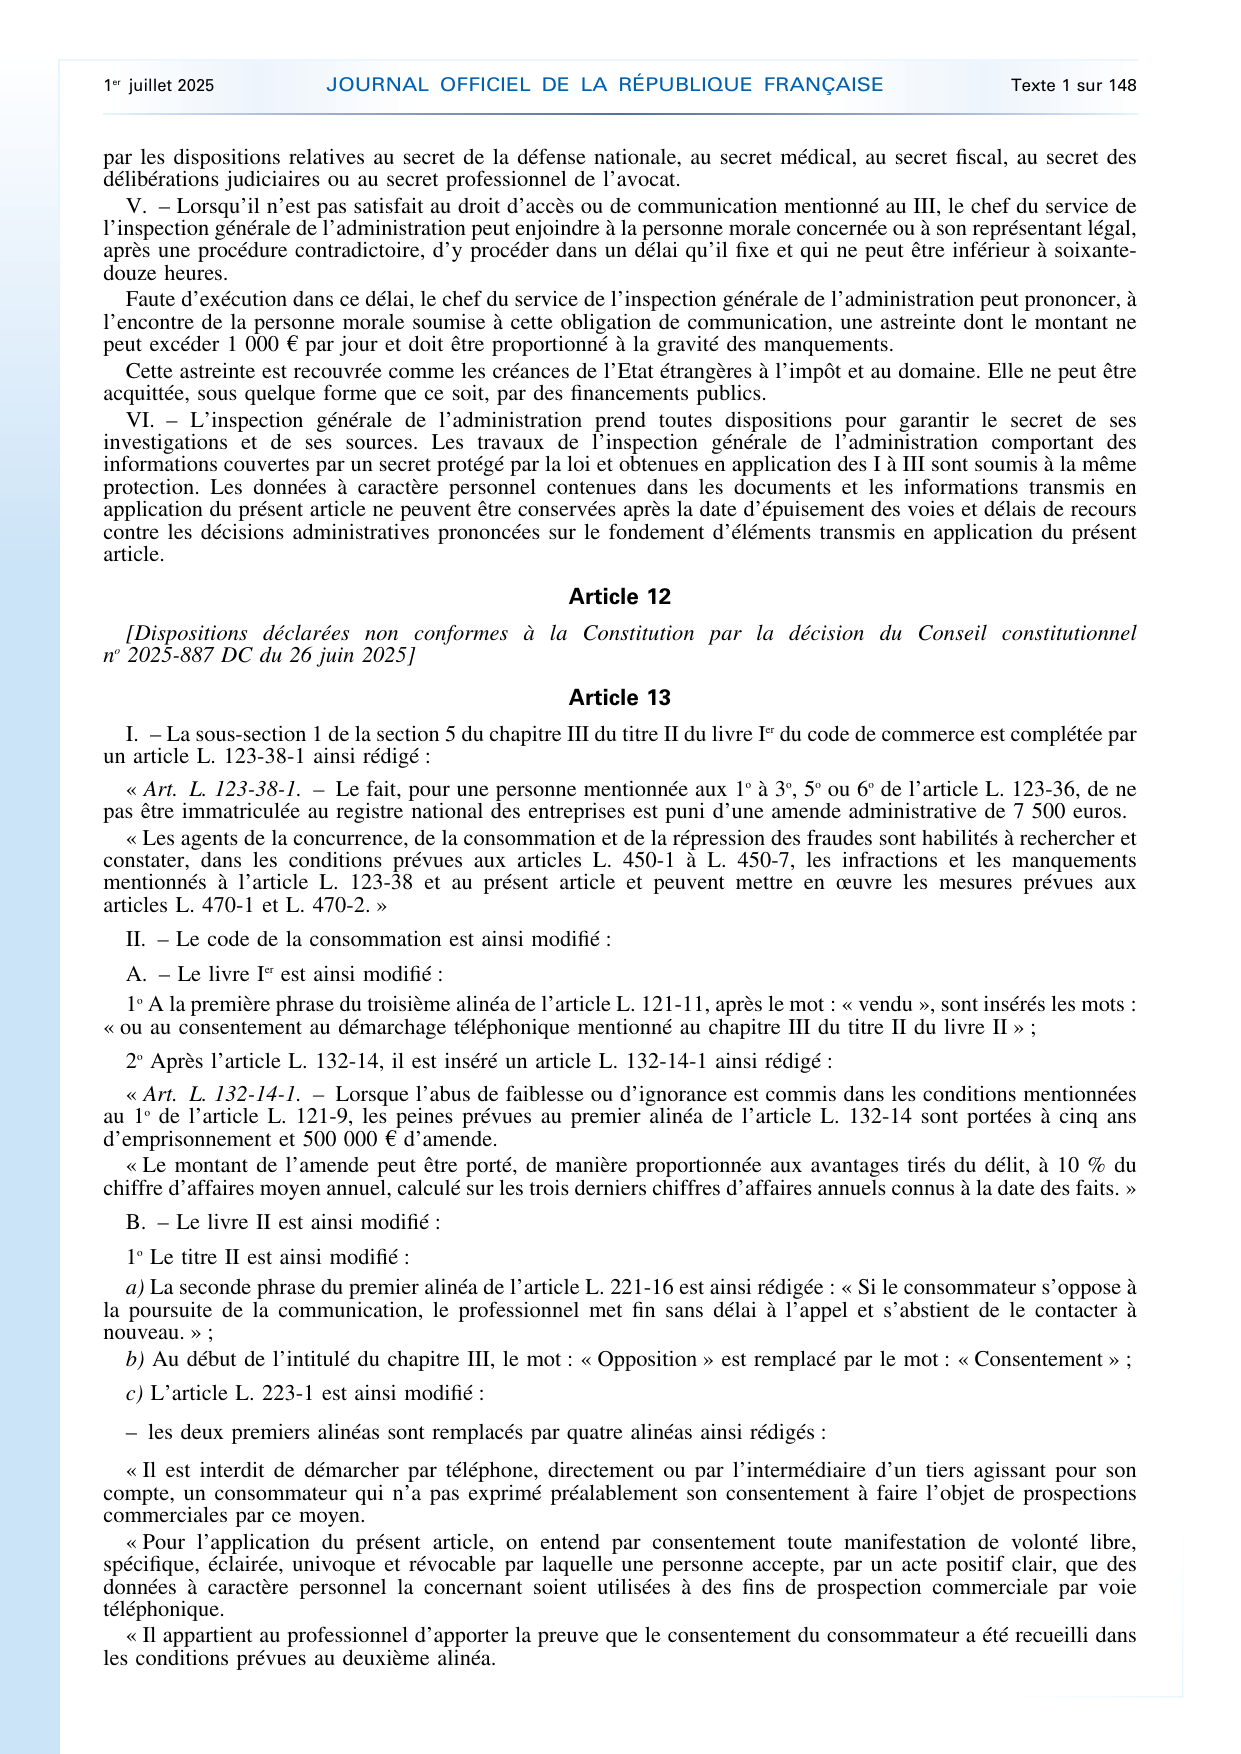 1er juillet 2025
JOURNAL OFFICIEL DE LA RÉPUBLIQUE FRANÇAISE
Texte 1 sur 148
par les dispositions relatives au secret de la défense nationale, au secret médical, au secret fiscal, au secret des
délibérations judiciaires ou au secret professionnel de l’avocat.
V. – Lorsqu’il n’est pas satisfait au droit d’accès ou de communication mentionné au III, le chef du service de
l’inspection générale de l’administration peut enjoindre à la personne morale concernée ou à son représentant légal,
après une procédure contradictoire, d’y procéder dans un délai qu’il fixe et qui ne peut être inférieur à soixante-
douze heures.
Faute d’exécution dans ce délai, le chef du service de l’inspection générale de l’administration peut prononcer, à
l’encontre de la personne morale soumise à cette obligation de communication, une astreinte dont le montant ne
peut excéder 1 000 € par jour et doit être proportionné à la gravité des manquements.
Cette astreinte est recouvrée comme les créances de l’Etat étrangères à l’impôt et au domaine. Elle ne peut être
acquittée, sous quelque forme que ce soit, par des financements publics.
VI. – L’inspection générale de l’administration prend toutes dispositions pour garantir le secret de ses
investigations et de ses sources. Les travaux de l’inspection générale de l’administration comportant des
informations couvertes par un secret protégé par la loi et obtenues en application des I à III sont soumis à la même
protection. Les données à caractère personnel contenues dans les documents et les informations transmis en
application du présent article ne peuvent être conservées après la date d’épuisement des voies et délais de recours
contre les décisions administratives prononcées sur le fondement d’éléments transmis en application du présent
article.
Article 12
[Dispositions déclarées non conformes à la Constitution par la décision du Conseil constitutionnel
no 2025-887 DC du 26 juin 2025]
Article 13
I. – La sous-section 1 de la section 5 du chapitre III du titre II du livre Ier du code de commerce est complétée par
un article L. 123-38-1 ainsi rédigé :
« Art. L. 123-38-1. – Le fait, pour une personne mentionnée aux 1o à 3o, 5o ou 6o de l’article L. 123-36, de ne
pas être immatriculée au registre national des entreprises est puni d’une amende administrative de 7 500 euros.
« Les agents de la concurrence, de la consommation et de la répression des fraudes sont habilités à rechercher et
constater, dans les conditions prévues aux articles L. 450-1 à L. 450-7, les infractions et les manquements
mentionnés à l’article L. 123-38 et au présent article et peuvent mettre en œuvre les mesures prévues aux
articles L. 470-1 et L. 470-2. »
II. – Le code de la consommation est ainsi modifié :
A. – Le livre Ier est ainsi modifié :
1o A la première phrase du troisième alinéa de l’article L. 121-11, après le mot : « vendu », sont insérés les mots :
« ou au consentement au démarchage téléphonique mentionné au chapitre III du titre II du livre II » ;
2o Après l’article L. 132-14, il est inséré un article L. 132-14-1 ainsi rédigé :
« Art. L. 132-14-1. – Lorsque l’abus de faiblesse ou d’ignorance est commis dans les conditions mentionnées
au 1o de l’article L. 121-9, les peines prévues au premier alinéa de l’article L. 132-14 sont portées à cinq ans
d’emprisonnement et 500 000 € d’amende.
« Le montant de l’amende peut être porté, de manière proportionnée aux avantages tirés du délit, à 10 % du
chiffre d’affaires moyen annuel, calculé sur les trois derniers chiffres d’affaires annuels connus à la date des faits. »
B. – Le livre II est ainsi modifié :
1o Le titre II est ainsi modifié :
a) La seconde phrase du premier alinéa de l’article L. 221-16 est ainsi rédigée : « Si le consommateur s’oppose à
la poursuite de la communication, le professionnel met fin sans délai à l’appel et s’abstient de le contacter à
nouveau. » ;
b) Au début de l’intitulé du chapitre III, le mot : « Opposition » est remplacé par le mot : « Consentement » ;
c) L’article L. 223-1 est ainsi modifié :
– les deux premiers alinéas sont remplacés par quatre alinéas ainsi rédigés :
« Il est interdit de démarcher par téléphone, directement ou par l’intermédiaire d’un tiers agissant pour son
compte, un consommateur qui n’a pas exprimé préalablement son consentement à faire l’objet de prospections
commerciales par ce moyen.
« Pour l’application du présent article, on entend par consentement toute manifestation de volonté libre,
spécifique, éclairée, univoque et révocable par laquelle une personne accepte, par un acte positif clair, que des
données à caractère personnel la concernant soient utilisées à des fins de prospection commerciale par voie
téléphonique.
« Il appartient au professionnel d’apporter la preuve que le consentement du consommateur a été recueilli dans
les conditions prévues au deuxième alinéa.